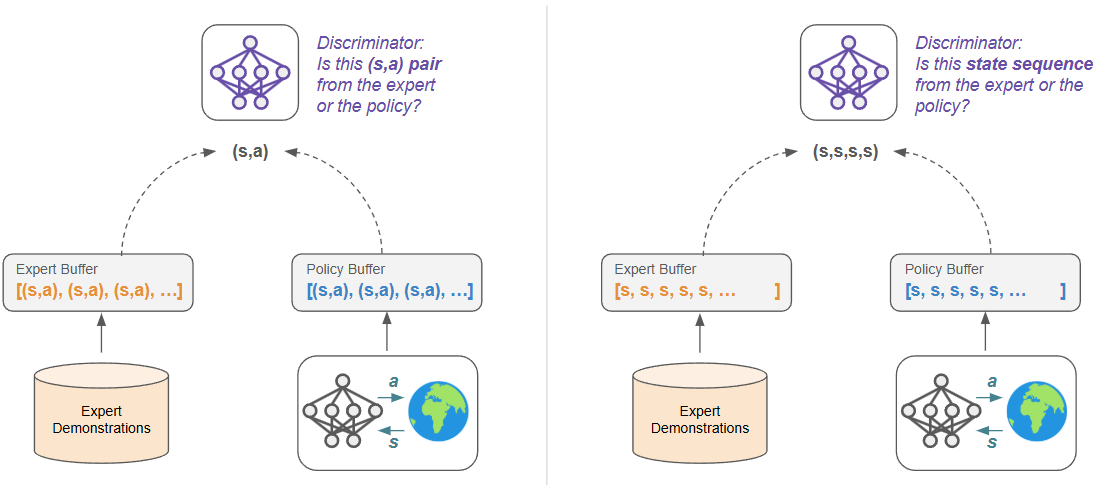 Discriminator:
Is this (s,a) pair
from the expert
or the policy?
(s,a)
Expert Buffer
[(s,a), (s,a), (s,a), …]
Policy Buffer
[(s,a), (s,a), (s,a), …]
Expert
Demonstrations
a
s
Discriminator:
Is this state sequence
from the expert or the
policy?
(s,s,s,s)
Expert Buffer
[s, s, s, s, s, … ]
Policy Buffer
[s, s, s, s, s, … ]
Expert
Demonstrations
a
s